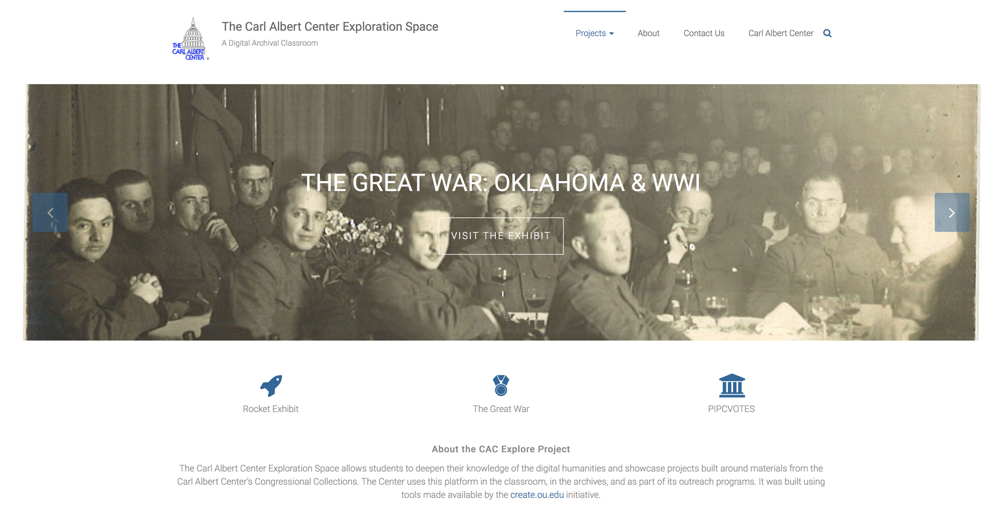 THE
CARL ALBERT
CENTER ®
The Carl Albert Center Exploration Space
A Digital Archival Classroom
Projects
About
Contact Us
Carl Albert Center
THE GREAT WAR: OKLAHOMA & WWI
VISIT THE EXHIBIT
Rocket Exhibit
The Great War
PIPCVOTES
About the CAC Explore Project
The Carl Albert Center Exploration Space allows students to deepen their knowledge of the digital humanities and showcase projects built around materials from the
Carl Albert Center’s Congressional Collections. The Center uses this platform in the classroom, in the archives, and as part of its outreach programs. It was built using
tools made available by the create.ou.edu initiative.